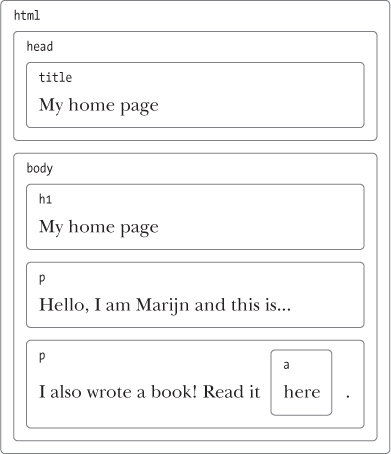 html
head
title
My home page
body
h1
My home page
p
Hello, I am Marijn and this is...
p
a
I also wrote a book! Read it here .